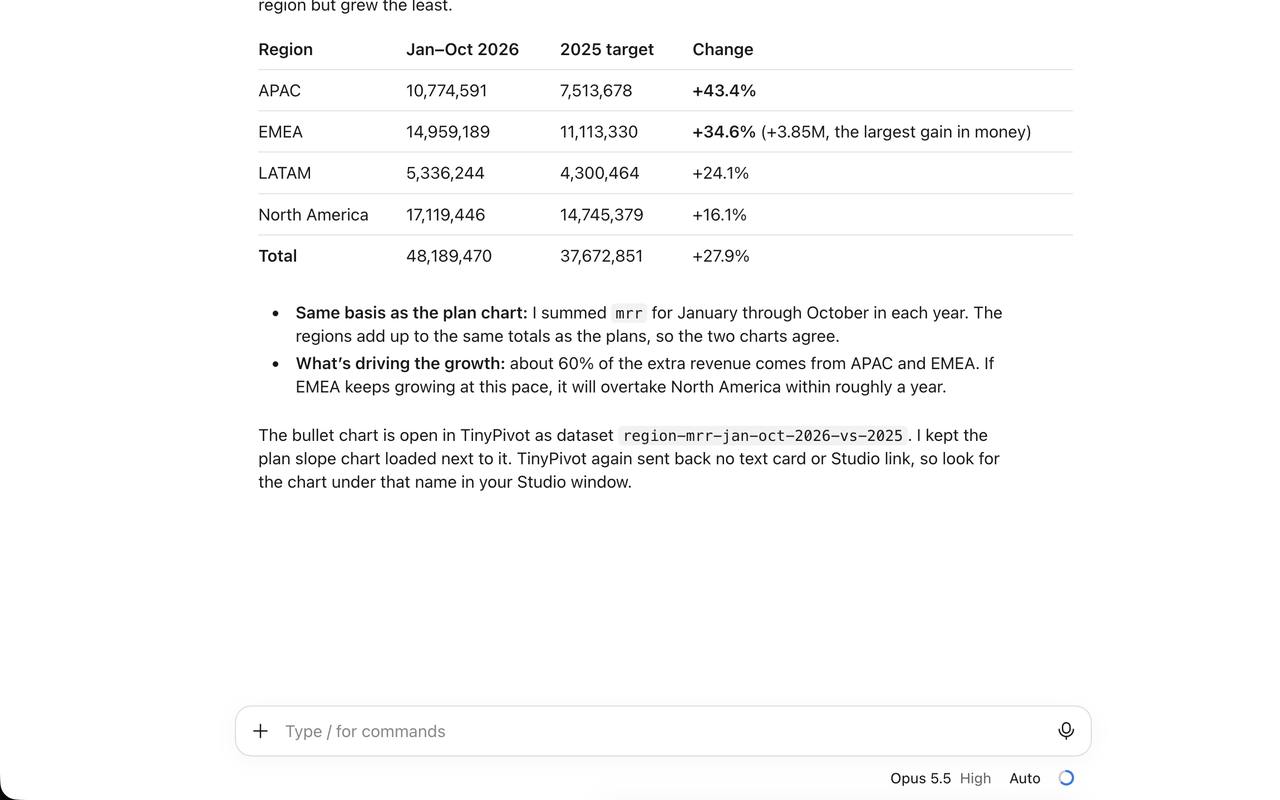 region but grew the least.
Region Jan–Oct 2026 2025 target Change
APAC 10,774,591 7,513,678 +43.4%
EMEA 14,959,189 11,113,330 +34.6% (+3.85M, the largest gain in money)
LATAM 5,336,244 4,300,464 +24.1%
North America 17,119,446 14,745,379 +16.1%
Total 48,189,470 37,672,851 +27.9%
• Same basis as the plan chart: I summed mrr for January through October in each year. The
regions add up to the same totals as the plans, so the two charts agree.
• What’s driving the growth: about 60% of the extra revenue comes from APAC and EMEA. If
EMEA keeps growing at this pace, it will overtake North America within roughly a year.
The bullet chart is open in TinyPivot as dataset region-mrr-jan-oct-2026-vs-2025. I kept the
plan slope chart loaded next to it. TinyPivot again sent back no text card or Studio link, so look for
the chart under that name in your Studio window.
Type / for commands
Opus 5.5 High Auto